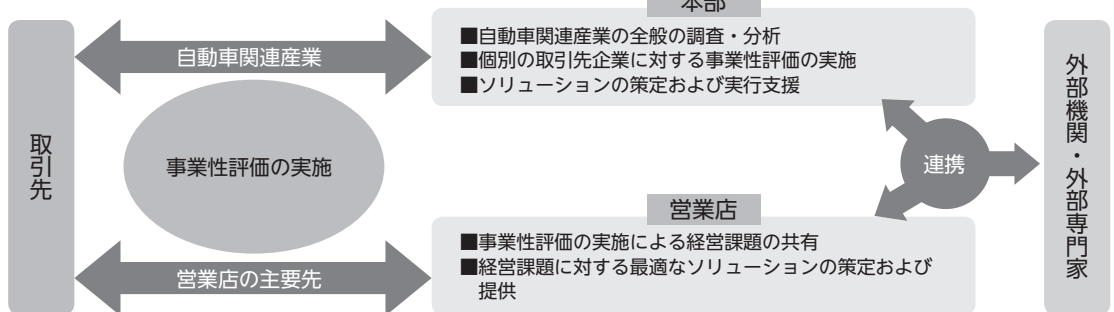 本部
取引先
自動車関連産業
■自動車関連産業の全般の調査・分析
■個別の取引先企業に対する事業性評価の実施
■ソリューションの策定および実行支援
事業性評価の実施
連携
外部機関・外部専門家
営業店
営業店の主要先
■事業性評価の実施による経営課題の共有
■経営課題に対する最適なソリューションの策定および
提供